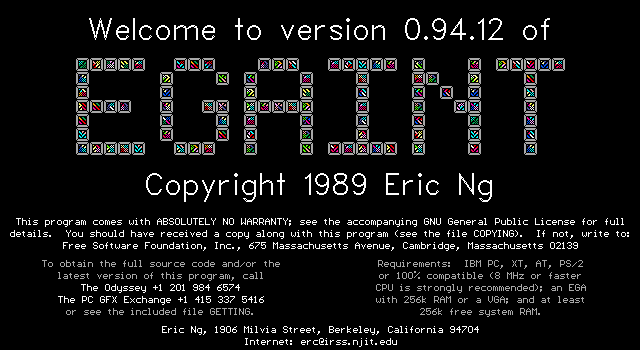 Welcome to version 0.94.12 of
EGAINT
Copyright 1989 Eric Ng
This program comes with ABSOLUTELY NO WARRANTY; see the accompanying GNU General Public License for full
details.  You should have received a copy along with this program (see the file COPYING).  If not, write to:
Free Software Foundation, Inc., 675 Massachusetts Avenue, Cambridge, Massachusetts 02139
To obtain the full source code and/or the
latest version of this program, call
The Odyssey +1 201 984 6574
The PC GFX Exchange +1 415 337 5416
or see the included file GETTING.
Requirements:  IBM PC, XT, AT, PS/2
or 100% compatible (8 MHz or faster
CPU is strongly recommended); an EGA
with 256k RAM or a VGA; and at least
256k free system RAM.
Eric Ng, 1906 Milvia Street, Berkeley, California 94704
Internet: erc@irss.njit.edu